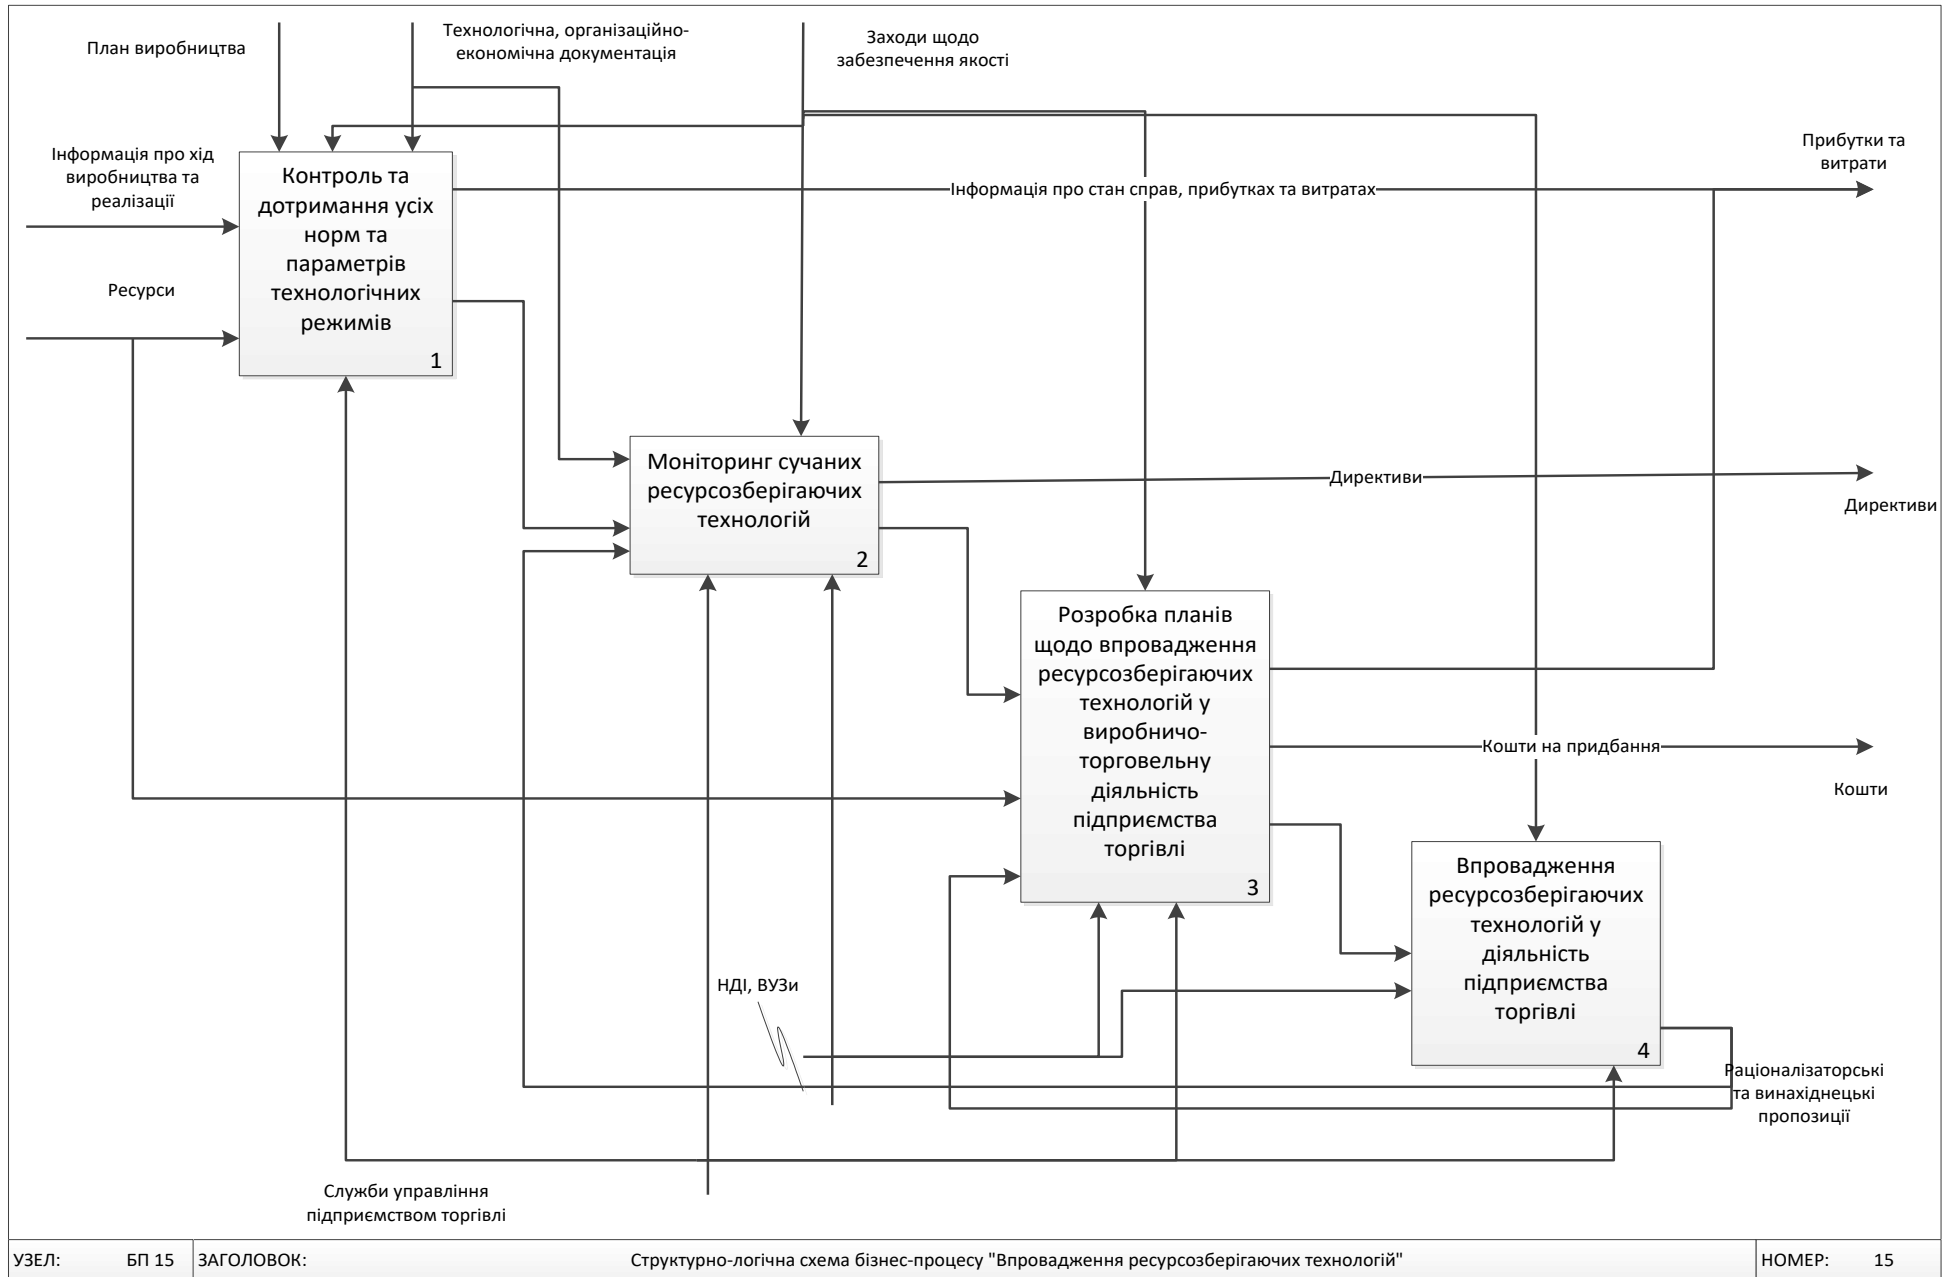 План виробництва
Технологічна, організаційно-
економічна документація
Заходи щодо
забезпечення якості
Інформація про хід
виробництва та
реалізації
Ресурси
Контроль та
дотримання усіх
норм та
параметрів
технологічних
режимів
1
Інформація про стан справ, прибутках та витратах
Прибутки та
витрати
Моніторинг сучаних
ресурсозберігаючих
технологій
2
Директиви
Директиви
Розробка планів
щодо впровадження
ресурсозберігаючих
технологій у
виробничо-
торговельну
діяльність
підприємства
торгівлі
3
Кошти на придбання
Кошти
Впровадження
ресурсозберігаючих
технологій у
діяльність
підприємства
торгівлі
4
НДІ, ВУЗи
Раціоналізаторські
та винахіднецькі
пропозиції
Служби управління
підприємством торгівлі
УЗЕЛ: БП 15 ЗАГОЛОВОК: Структурно-логічна схема бізнес-процесу "Впровадження ресурсозберігаючих технологій" НОМЕР: 15